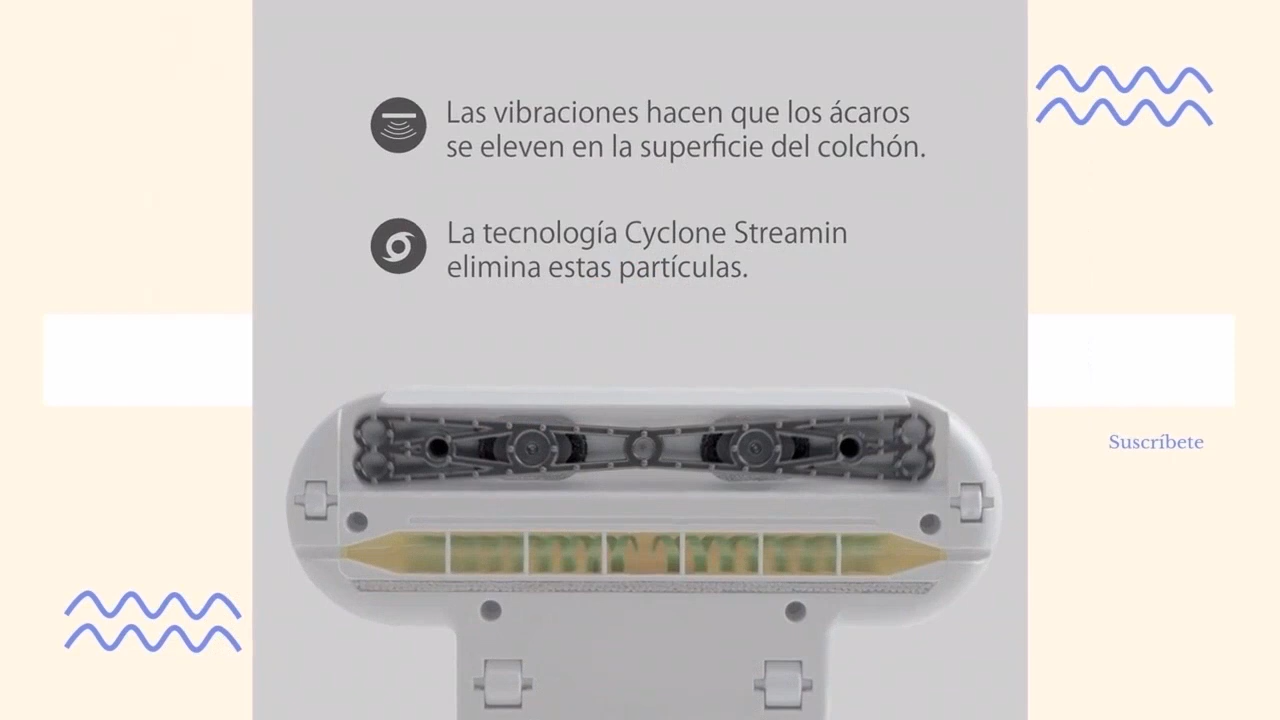 Las vibraciones hacen que los ácaros
se eleven en la superficie del colchón.
La tecnología Cyclone Streamin
elimina estas partículas.
Suscríbete